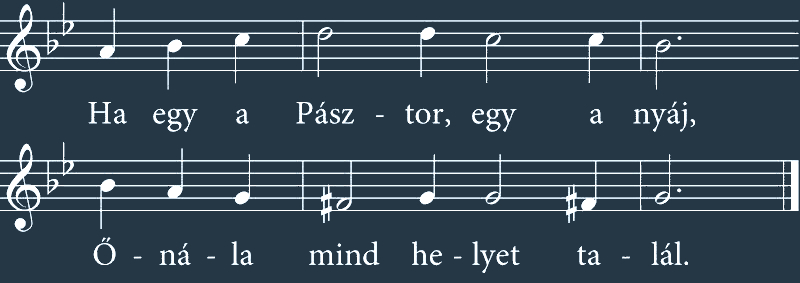 Ha egy a Pász - tor, egy a nyáj,
Ő - ná - la mind he - lyet ta - lál.